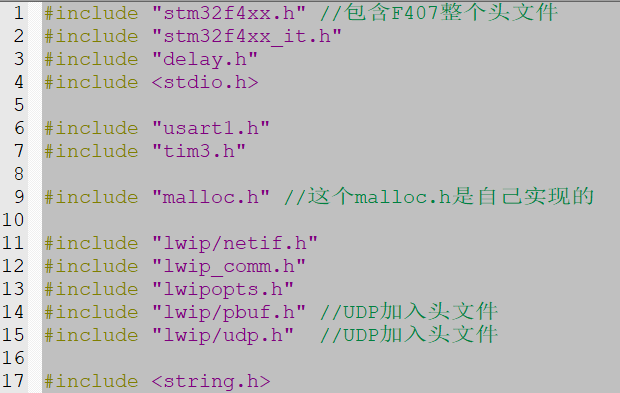 1 #include "stm32f4xx.h" //包含F407整个头文件
2 #include "stm32f4xx_it.h"
3 #include "delay.h"
4 #include <stdio.h>
5
6 #include "usart1.h"
7 #include "tim3.h"
8
9 #include "malloc.h" //这个malloc.h是自己实现的
10
11 #include "lwip/netif.h"
12 #include "lwip_comm.h"
13 #include "lwipopts.h"
14 #include "lwip/pbuf.h" //UDP加入头文件
15 #include "lwip/udp.h"  //UDP加入头文件
16
17 #include <string.h>